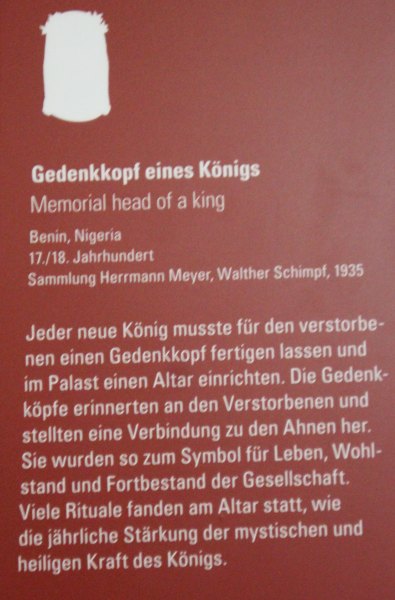 Gedenkkopf eines Königs
Memorial head of a king
Benin, Nigeria
17./18. Jahrhundert
Sammlung Herrmann Meyer, Walther Schimpf, 1935
Jeder neue König musste für den verstorbe-
nen einen Gedenkkopf fertigen lassen und
im Palast einen Altar einrichten. Die Gedenk-
köpfe erinnerten an den Verstorbenen und
stellten eine Verbindung zu den Ahnen her.
Sie wurden so zum Symbol für Leben, Wohl-
stand und Fortbestand der Gesellschaft.
Viele Rituale fanden am Altar statt, wie
die jährliche Stärkung der mystischen und
heiligen Kraft des Königs.